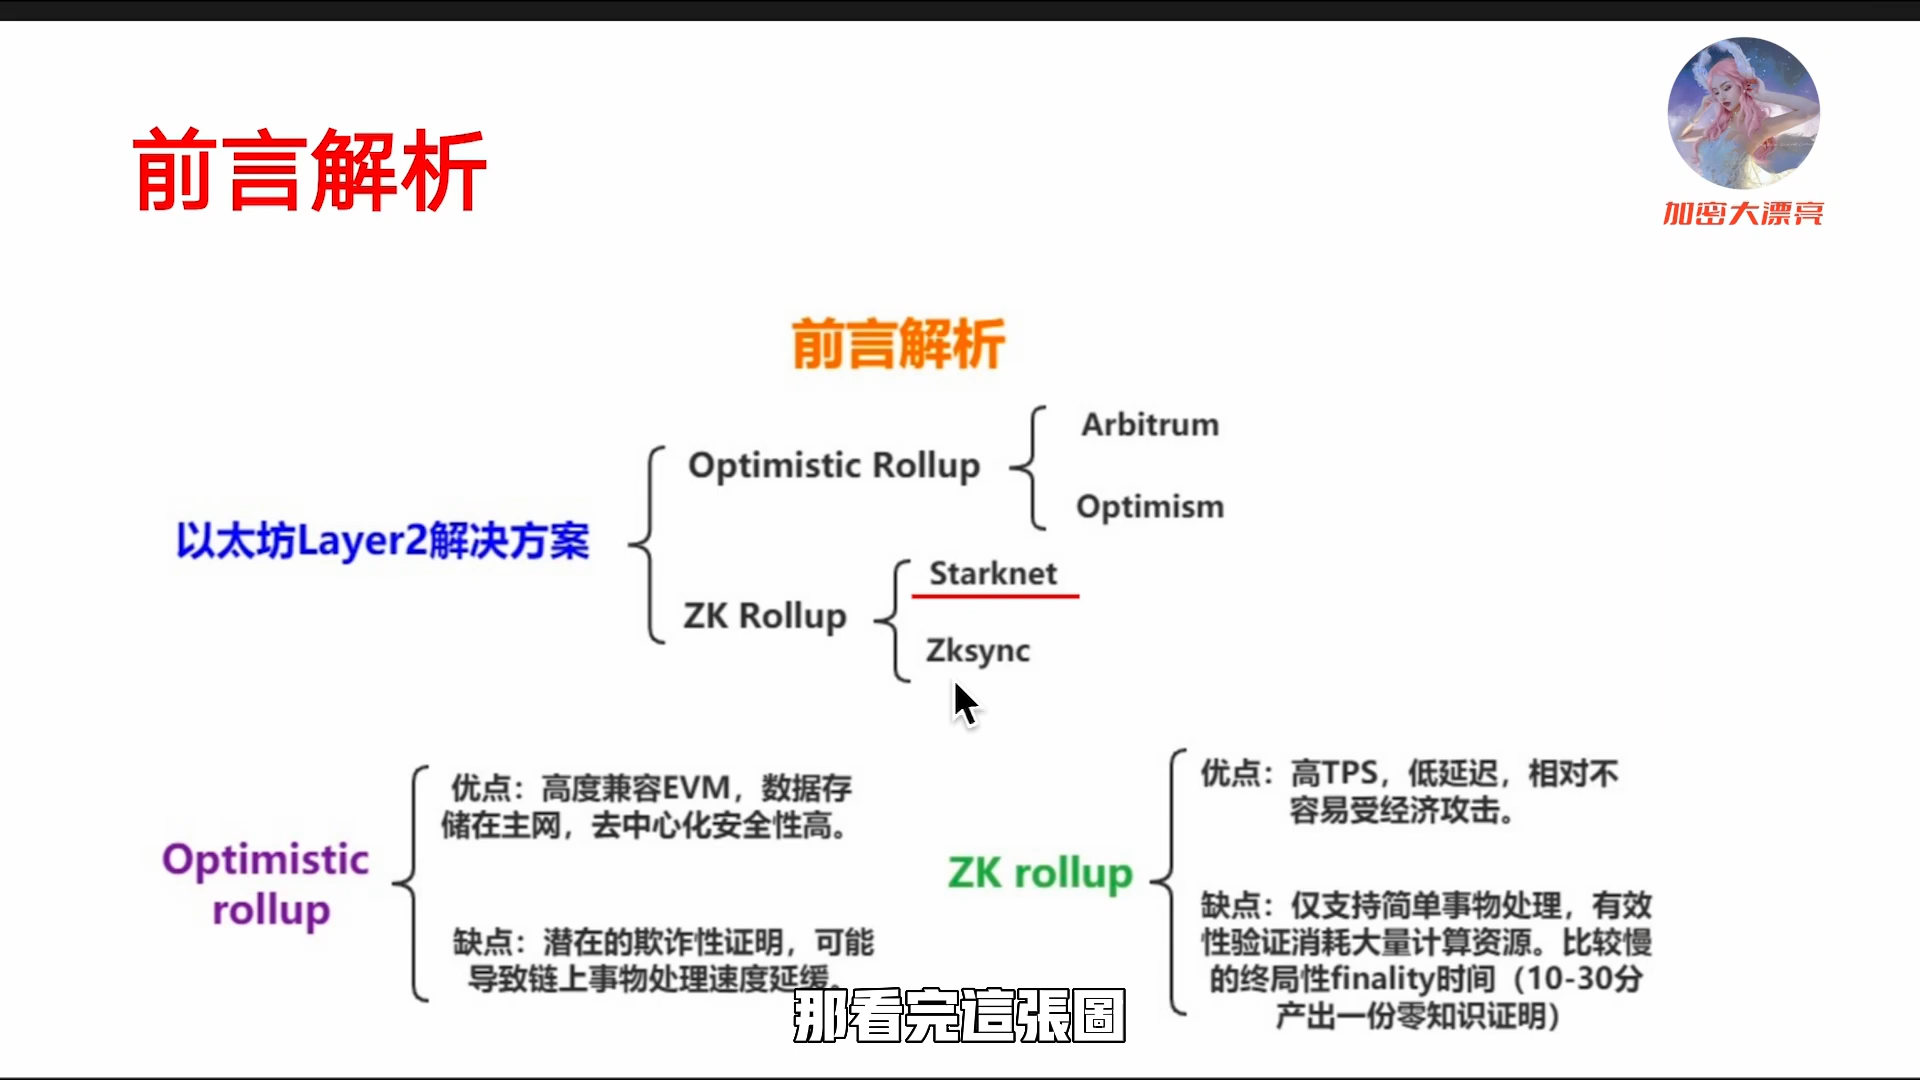 前言解析
加密大漂亮
前言解析
以太坊Layer2解决方案
Optimistic Rollup
Arbitrum
Optimism
ZK Rollup
Starknet
Zksync
Optimistic
rollup
优点：高度兼容EVM，数据存
储在主网，去中心化安全性高。
缺点：潜在的欺诈性证明，可能
导致链上事物处理速度延缓。
ZK rollup
优点：高TPS，低延迟，相对不
容易受经济攻击。
缺点：仅支持简单事物处理，有效
性验证消耗大量计算资源。比较慢
的终局性finality时间（10-30分
产出一份零知识证明）
那看完這張圖